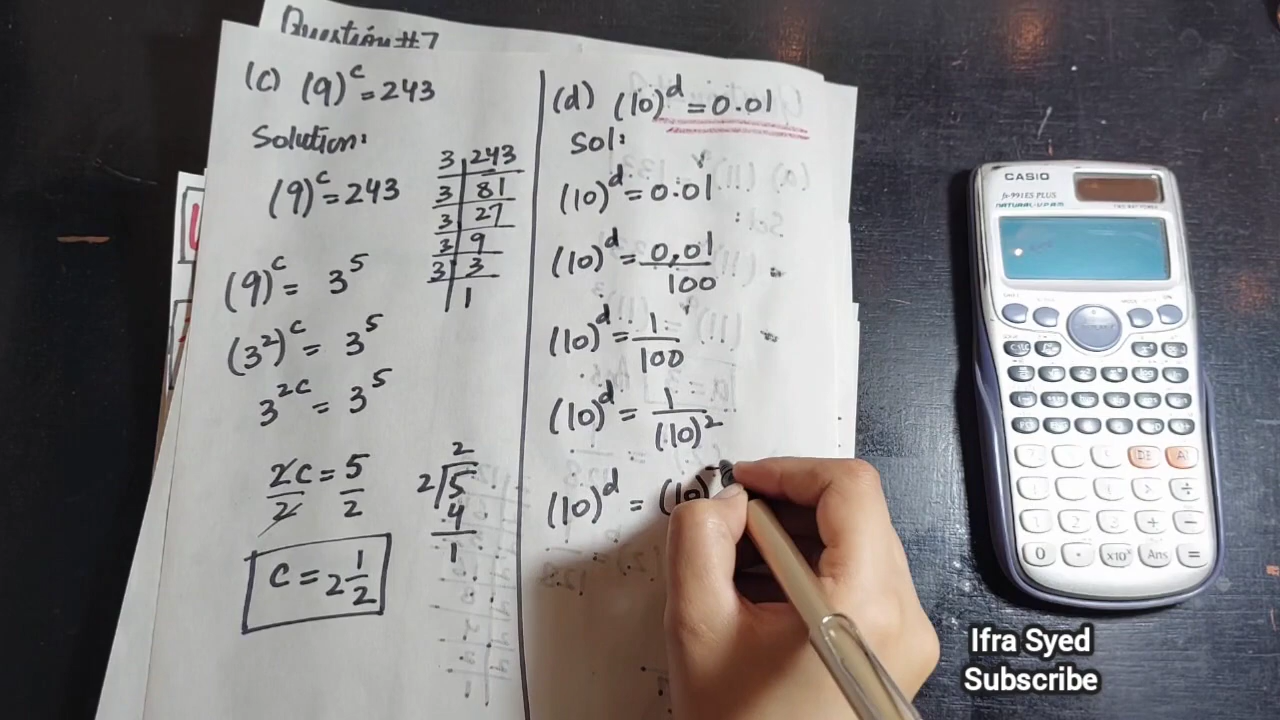 Question#7
(c) (9)^c = 243
Solution:
(9)^c = 243
3 | 243
3 | 81
3 | 27
3 | 9
3 | 3
| 1
(9)^c = 3^5
(3^2)^c = 3^5
3^2c = 3^5
2c/2 = 5/2
2
2)5
4
1
c = 2 1/2
(d) (10)^d = 0.01
Sol:
(10)^d = 0.01
(10)^d = 0,01/100
(10)^d = 1/100
(10)^d = 1/(10)^2
(10)^d = (10)^-
CASIO
fx-991ES PLUS
NATURAL-V.P.A.M.
Ifra Syed
Subscribe
0 · ×10^x Ans =